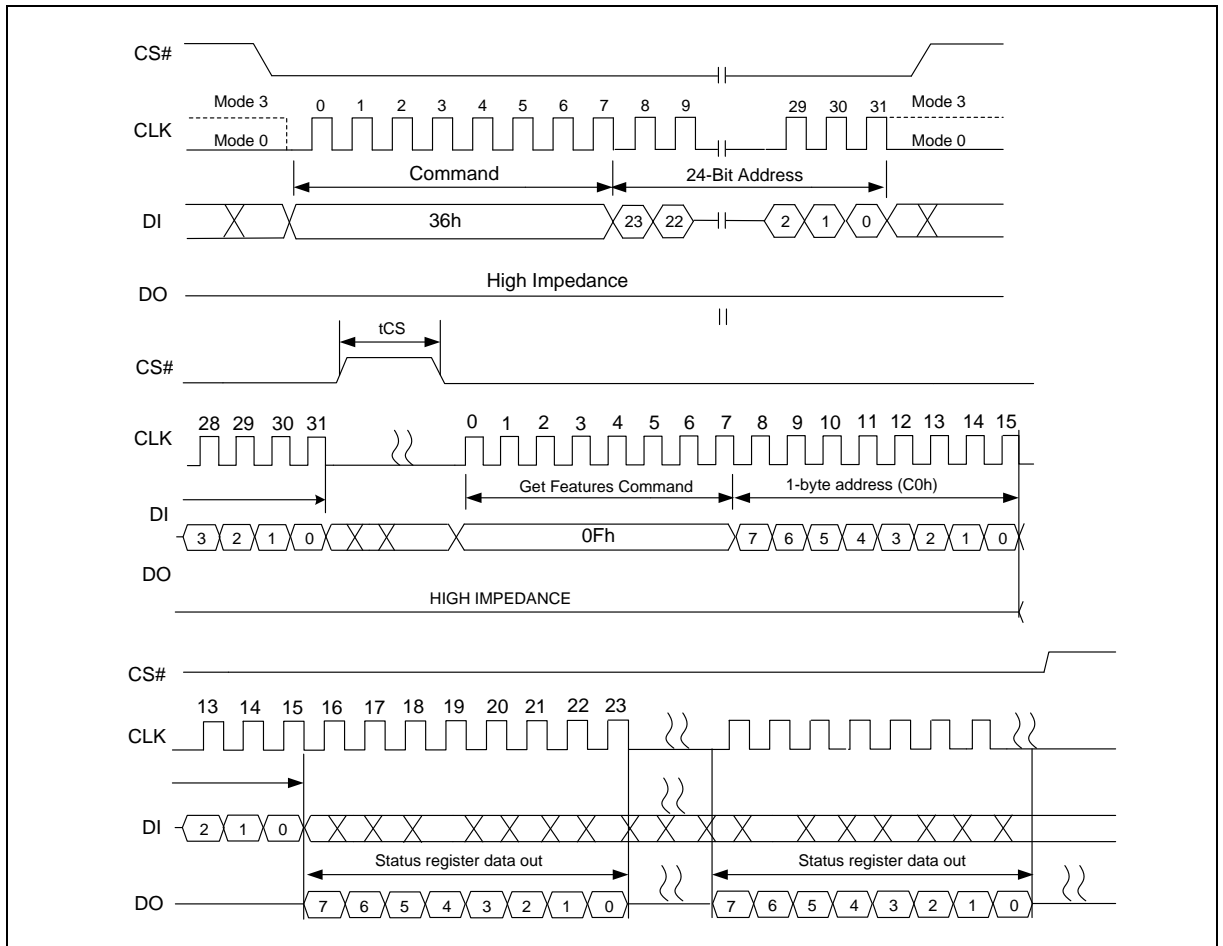 CS#
Mode 3 0 1 2 3 4 5 6 7 8 9 29 30 31 Mode 3
CLK
Mode 0 Mode 0
Command 24-Bit Address
DI 36h 23 22 2 1 0
High Impedance
DO
tCS
CS#
28 29 30 31 0 1 2 3 4 5 6 7 8 9 10 11 12 13 14 15
CLK
Get Features Command 1-byte address (C0h)
DI
3 2 1 0 0Fh 7 6 5 4 3 2 1 0
DO
HIGH IMPEDANCE
CS#
13 14 15 16 17 18 19 20 21 22 23
CLK
DI 2 1 0
Status register data out Status register data out
DO 7 6 5 4 3 2 1 0 7 6 5 4 3 2 1 0